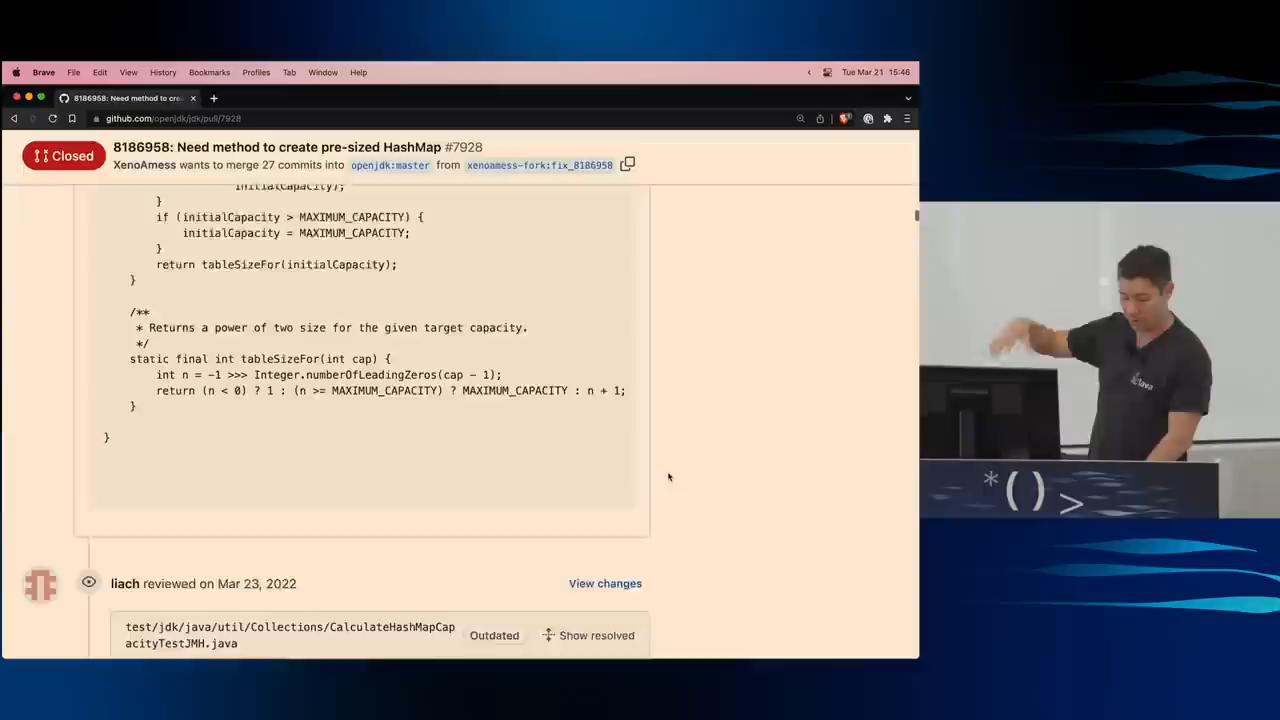 Brave File Edit View History Bookmarks Profiles Tab Window Help
Tue Mar 21 15:46
8186958: Need method to cre
github.com/openjdk/jdk/pull/7928
Closed
8186958: Need method to create pre-sized HashMap #7928
XenoAmess wants to merge 27 commits into openjdk:master from xenoamess-fork:fix_8186958
initialCapacity);
}
if (initialCapacity > MAXIMUM_CAPACITY) {
initialCapacity = MAXIMUM_CAPACITY;
}
return tableSizeFor(initialCapacity);
}
/**
* Returns a power of two size for the given target capacity.
*/
static final int tableSizeFor(int cap) {
int n = -1 >>> Integer.numberOfLeadingZeros(cap - 1);
return (n < 0) ? 1 : (n >= MAXIMUM_CAPACITY) ? MAXIMUM_CAPACITY : n + 1;
}
}
liach reviewed on Mar 23, 2022
View changes
test/jdk/java/util/Collections/CalculateHashMapCap
acityTestJMH.java
Outdated
Show resolved
Java
*()>